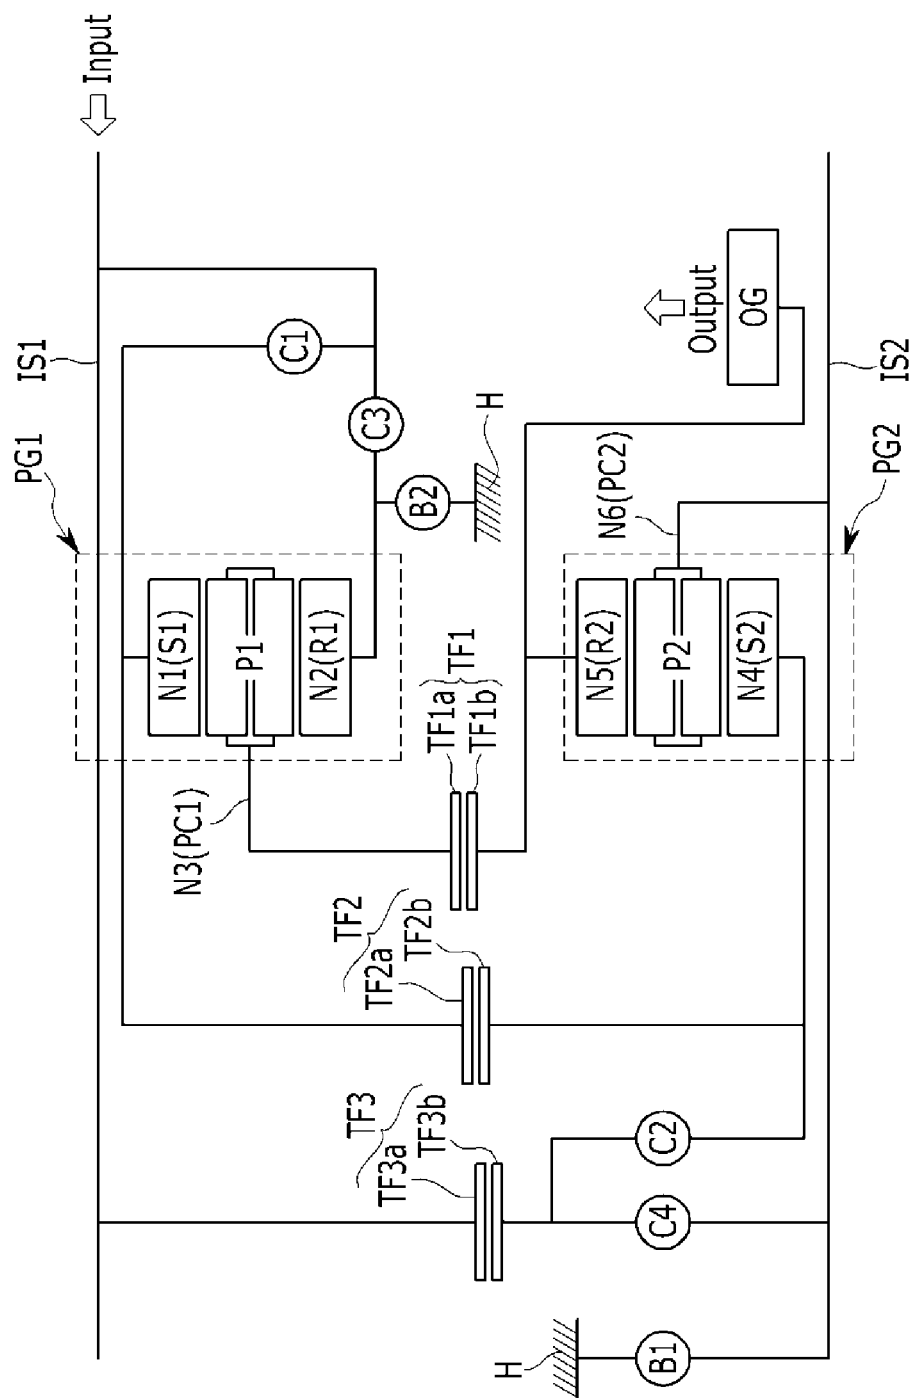 Input
IS1
PG1
C1
C3
B2
H
N1(S1)
P1
N2(R1)
N3(PC1)
TF1
TF1a
TF1b
TF2
TF2a
TF2b
TF3
TF3a
TF3b
Output
OG
IS2
N6(PC2)
PG2
N5(R2)
P2
N4(S2)
C2
C4
B1
H